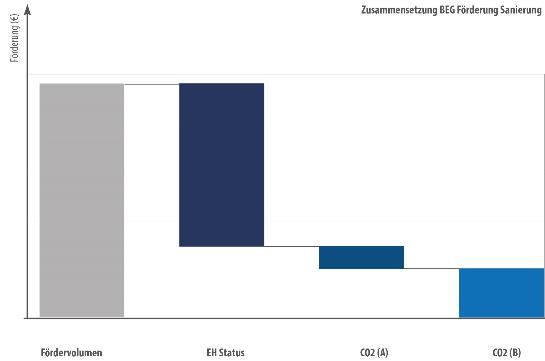 Zusammensetzung BEG Förderung Sanierung
Förderung (€)
Fördervolumen EH Status CO2 (A) CO2 (B)